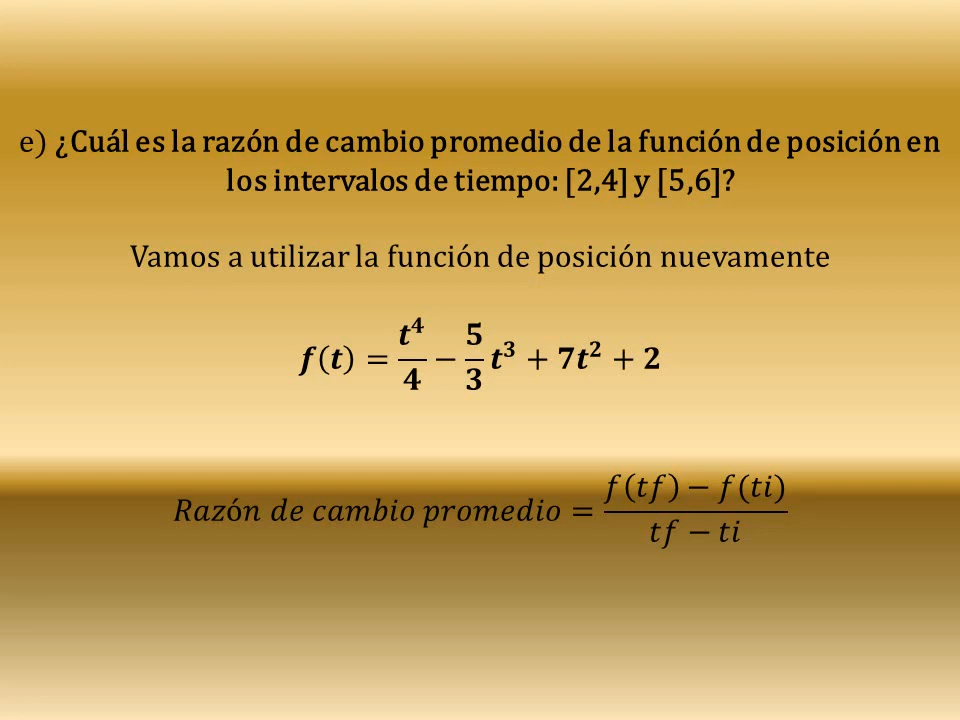 e) ¿Cuál es la razón de cambio promedio de la función de posición en
los intervalos de tiempo: [2,4] y [5,6]?
Vamos a utilizar la función de posición nuevamente
f(t) = t⁴/4 − 5/3 t³ + 7t² + 2
Razón de cambio promedio = f(tf) − f(ti) / tf − ti